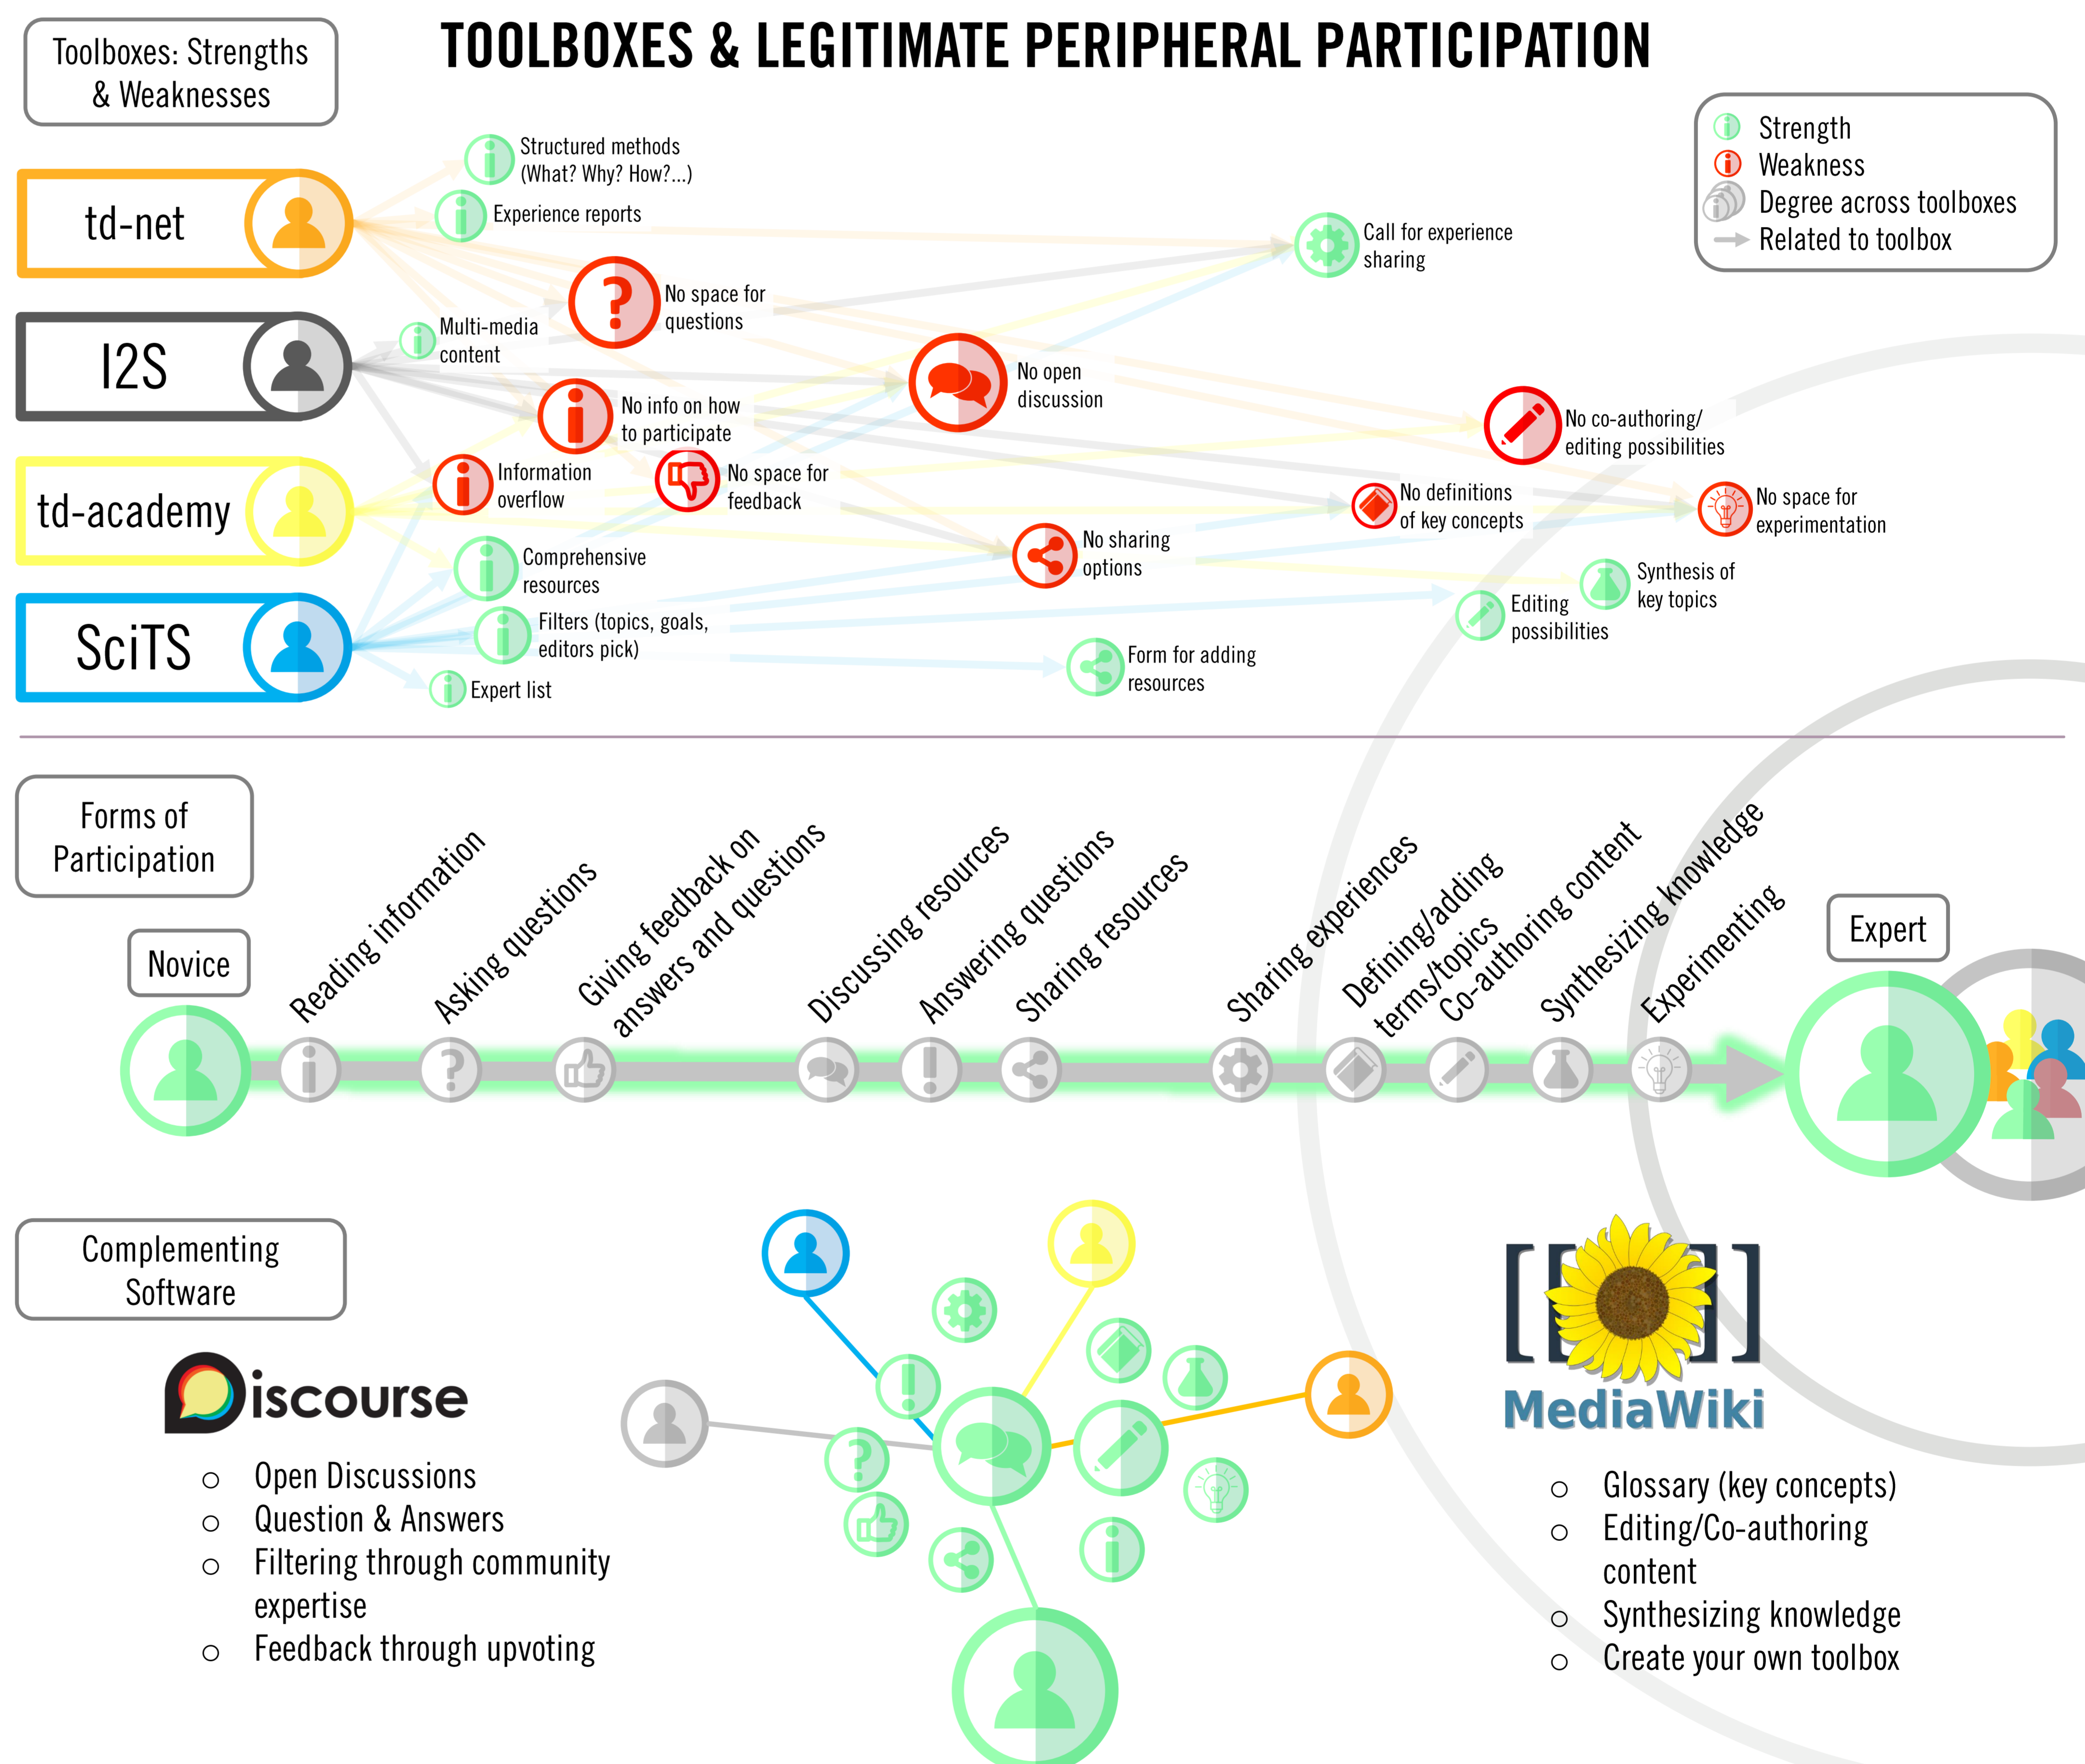 TOOLBOXES & LEGITIMATE PERIPHERAL PARTICIPATION
Toolboxes: Strengths
& Weaknesses
Strength
Weakness
Degree across toolboxes
Related to toolbox
td-net
I2S
td-academy
SciTS
Structured methods
(What? Why? How?...)
Experience reports
Call for experience
sharing
No space for
questions
Multi-media
content
No open
discussion
No info on how
to participate
No co-authoring/
editing possibilities
Information
overflow
No space for
feedback
No definitions
of key concepts
No space for
experimentation
No sharing
options
Comprehensive
resources
Synthesis of
key topics
Editing
possibilities
Filters (topics, goals,
editors pick)
Form for adding
resources
Expert list
Forms of
Participation
Novice
Reading information
Asking questions
Giving feedback on
answers and questions
Discussing resources
Answering questions
Sharing resources
Sharing experiences
Defining/adding
terms/topics
Co-authoring content
Synthesizing knowledge
Experimenting
Expert
Complementing
Software
Discourse
Open Discussions
Question & Answers
Filtering through community
expertise
Feedback through upvoting
[[ ]]
MediaWiki
Glossary (key concepts)
Editing/Co-authoring
content
Synthesizing knowledge
Create your own toolbox